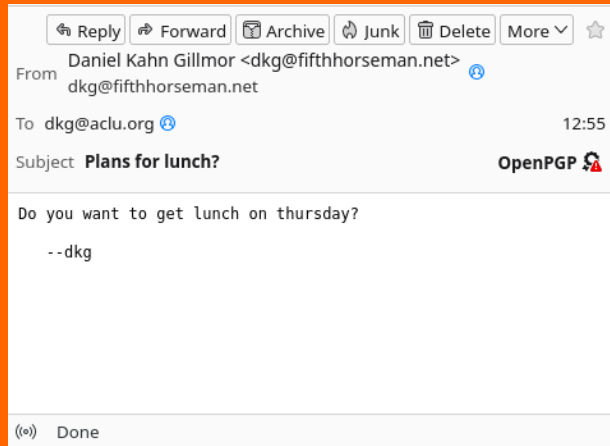 Reply Forward Archive Junk Delete More
From Daniel Kahn Gillmor <dkg@fifthhorseman.net>
dkg@fifthhorseman.net
To dkg@aclu.org 12:55
Subject Plans for lunch? OpenPGP
Do you want to get lunch on thursday?
--dkg
Done